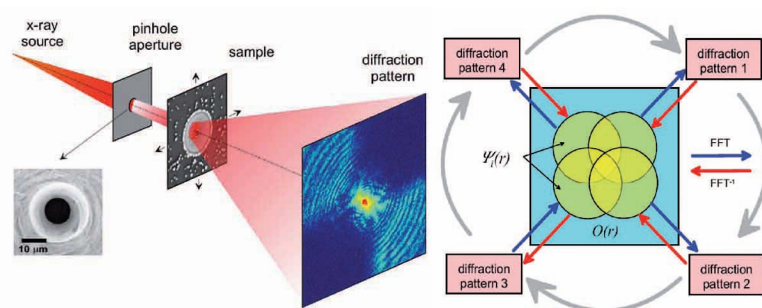 x-ray
source
pinhole
aperture
sample
diffraction
pattern
10 μm
diffraction
pattern 4
diffraction
pattern 1
Ψᵢ(r)
FFT
FFT⁻¹
O(r)
diffraction
pattern 3
diffraction
pattern 2